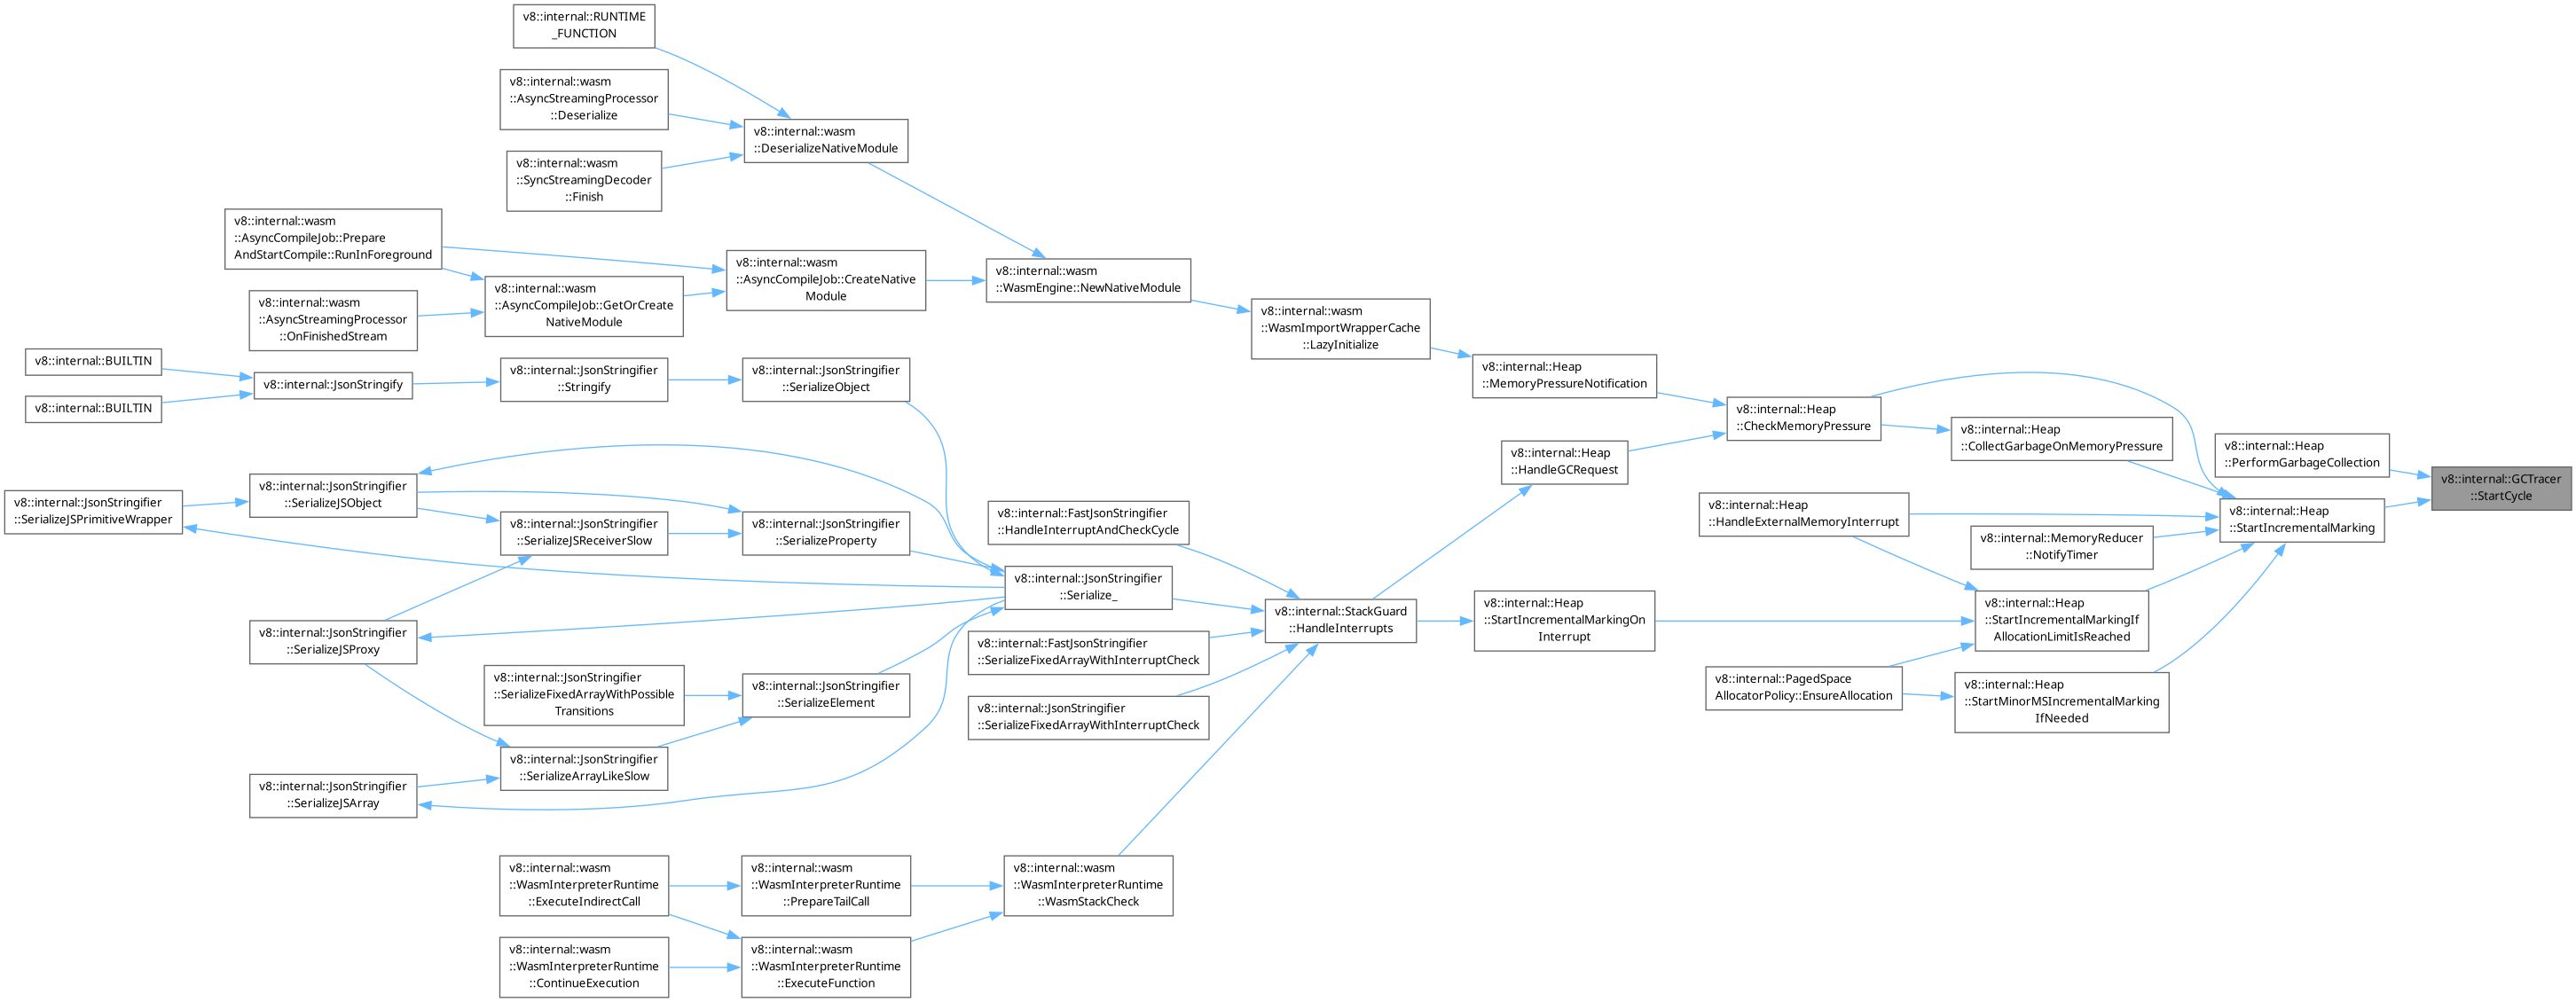 v8::internal::RUNTIME
_FUNCTION
v8::internal::wasm
::AsyncStreamingProcessor
::Deserialize
v8::internal::wasm
::DeserializeNativeModule
v8::internal::wasm
::SyncStreamingDecoder
::Finish
v8::internal::wasm
::AsyncCompileJob::Prepare
AndStartCompile::RunInForeground
v8::internal::wasm
::AsyncCompileJob::CreateNative
Module
v8::internal::wasm
::WasmEngine::NewNativeModule
v8::internal::wasm
::AsyncCompileJob::GetOrCreate
NativeModule
v8::internal::wasm
::AsyncStreamingProcessor
::OnFinishedStream
v8::internal::wasm
::WasmImportWrapperCache
::LazyInitialize
v8::internal::BUILTIN
v8::internal::JsonStringify
v8::internal::JsonStringifier
::Stringify
v8::internal::JsonStringifier
::SerializeObject
v8::internal::Heap
::MemoryPressureNotification
v8::internal::BUILTIN
v8::internal::Heap
::CheckMemoryPressure
v8::internal::Heap
::CollectGarbageOnMemoryPressure
v8::internal::Heap
::PerformGarbageCollection
v8::internal::Heap
::HandleGCRequest
v8::internal::GCTracer
::StartCycle
v8::internal::JsonStringifier
::SerializeJSObject
v8::internal::JsonStringifier
::SerializeJSPrimitiveWrapper
v8::internal::JsonStringifier
::SerializeJSReceiverSlow
v8::internal::JsonStringifier
::SerializeProperty
v8::internal::FastJsonStringifier
::HandleInterruptAndCheckCycle
v8::internal::Heap
::HandleExternalMemoryInterrupt
v8::internal::Heap
::StartIncrementalMarking
v8::internal::MemoryReducer
::NotifyTimer
v8::internal::JsonStringifier
::Serialize_
v8::internal::StackGuard
::HandleInterrupts
v8::internal::Heap
::StartIncrementalMarkingOn
Interrupt
v8::internal::Heap
::StartIncrementalMarkingIf
AllocationLimitIsReached
v8::internal::JsonStringifier
::SerializeJSProxy
v8::internal::FastJsonStringifier
::SerializeFixedArrayWithInterruptCheck
v8::internal::JsonStringifier
::SerializeFixedArrayWithPossible
Transitions
v8::internal::JsonStringifier
::SerializeElement
v8::internal::JsonStringifier
::SerializeFixedArrayWithInterruptCheck
v8::internal::PagedSpace
AllocatorPolicy::EnsureAllocation
v8::internal::Heap
::StartMinorMSIncrementalMarking
IfNeeded
v8::internal::JsonStringifier
::SerializeArrayLikeSlow
v8::internal::JsonStringifier
::SerializeJSArray
v8::internal::wasm
::WasmInterpreterRuntime
::ExecuteIndirectCall
v8::internal::wasm
::WasmInterpreterRuntime
::PrepareTailCall
v8::internal::wasm
::WasmInterpreterRuntime
::WasmStackCheck
v8::internal::wasm
::WasmInterpreterRuntime
::ContinueExecution
v8::internal::wasm
::WasmInterpreterRuntime
::ExecuteFunction